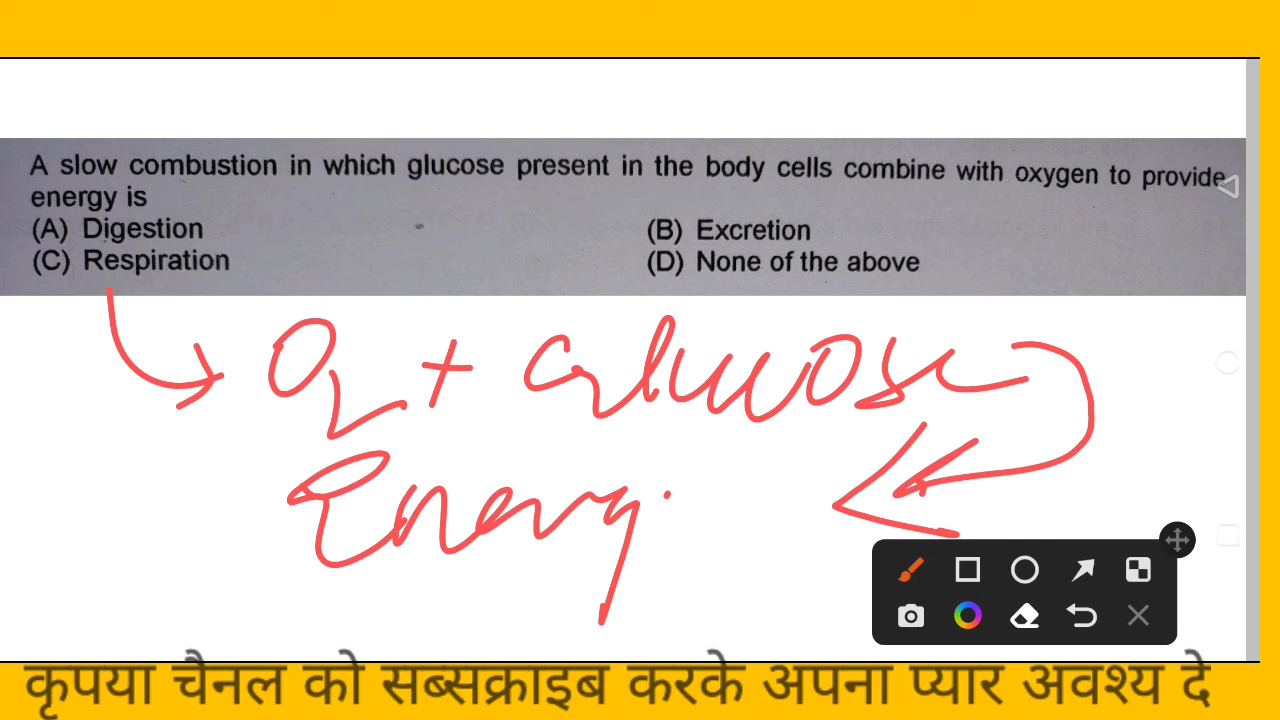 A slow combustion in which glucose present in the body cells combine with oxygen to provide
energy is
(A) Digestion (B) Excretion
(C) Respiration (D) None of the above
O2 + Glucose
Energy
कृपया चैनल को सब्सक्राइब करके अपना प्यार अवश्य दे